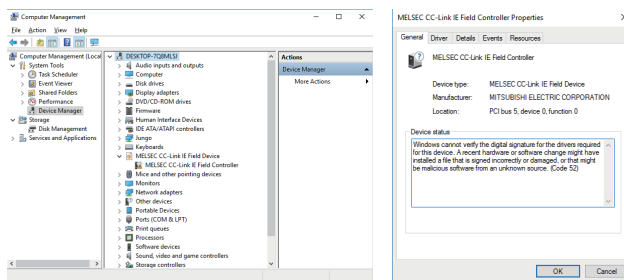 Computer Management
File Action View Help
Computer Management (Local
System Tools
Task Scheduler
Event Viewer
Shared Folders
Performance
Device Manager
Storage
Disk Management
Services and Applications
DESKTOP-7Q8MLSJ
Audio inputs and outputs
Computer
Disk drives
Display adapters
DVD/CD-ROM drives
Firmware
Human Interface Devices
IDE ATA/ATAPI controllers
Jungo
Keyboards
MELSEC CC-Link IE Field Device
MELSEC CC-Link IE Field Controller
Mice and other pointing devices
Monitors
Network adapters
Other devices
Portable Devices
Ports (COM & LPT)
Print queues
Processors
Software devices
Sound, video and game controllers
Storage controllers
Actions
Device Manager
More Actions
MELSEC CC-Link IE Field Controller Properties
General Driver Details Events Resources
MELSEC CC-Link IE Field Controller
Device type: MELSEC CC-Link IE Field Device
Manufacturer: MITSUBISHI ELECTRIC CORPORATION
Location: PCI bus 5, device 0, function 0
Device status
Windows cannot verify the digital signature for the drivers required
for this device. A recent hardware or software change might have
installed a file that is signed incorrectly or damaged, or that might
be malicious software from an unknown source. (Code 52)
OK Cancel